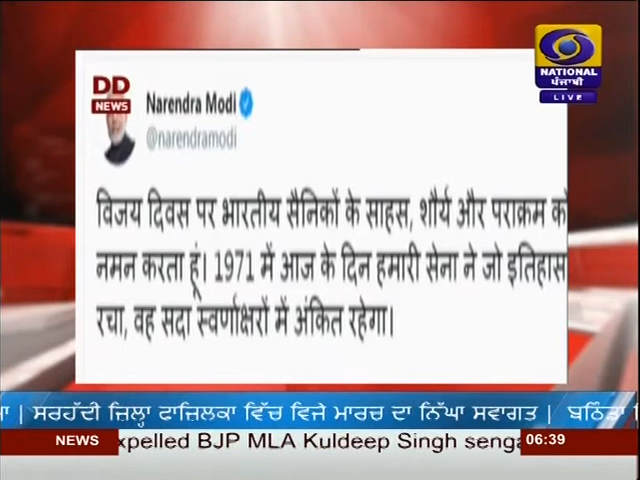 DD
NEWS
NATIONAL
ਪੰਜਾਬੀ
LIVE
Narendra Modi
@narendramodi
विजय दिवस पर भारतीय सैनिकों के साहस, शौर्य और पराक्रम को
नमन करता हूं। 1971 में आज के दिन हमारी सेना ने जो इतिहास
रचा, वह सदा स्वर्णाक्षरों में अंकित रहेगा।
| ਸਰਹੱਦੀ ਜ਼ਿਲ੍ਹਾ ਫਾਜ਼ਿਲਕਾ ਵਿੱਚ ਵਿਜੇ ਮਾਰਚ ਦਾ ਨਿੱਘਾ ਸਵਾਗਤ |
NEWS xpelled BJP MLA Kuldeep Singh senga 06:39